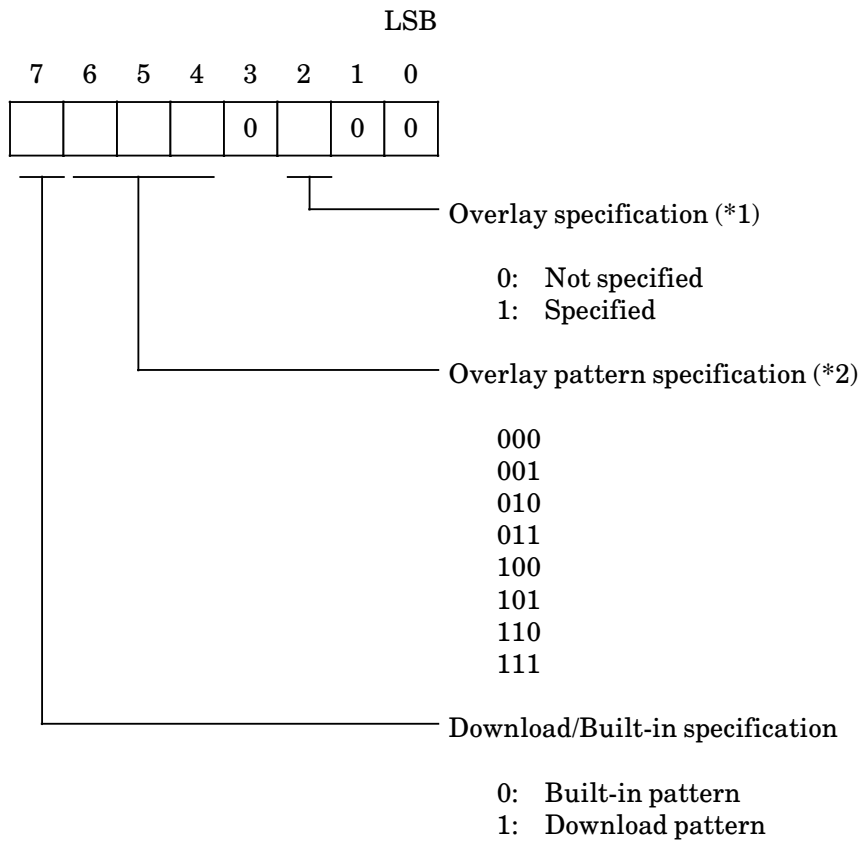 LSB
7 6 5 4 3 2 1 0
0 0 0
Overlay specification (*1)
0: Not specified
1: Specified
Overlay pattern specification (*2)
000
001
010
011
100
101
110
111
Download/Built-in specification
0: Built-in pattern
1: Download pattern